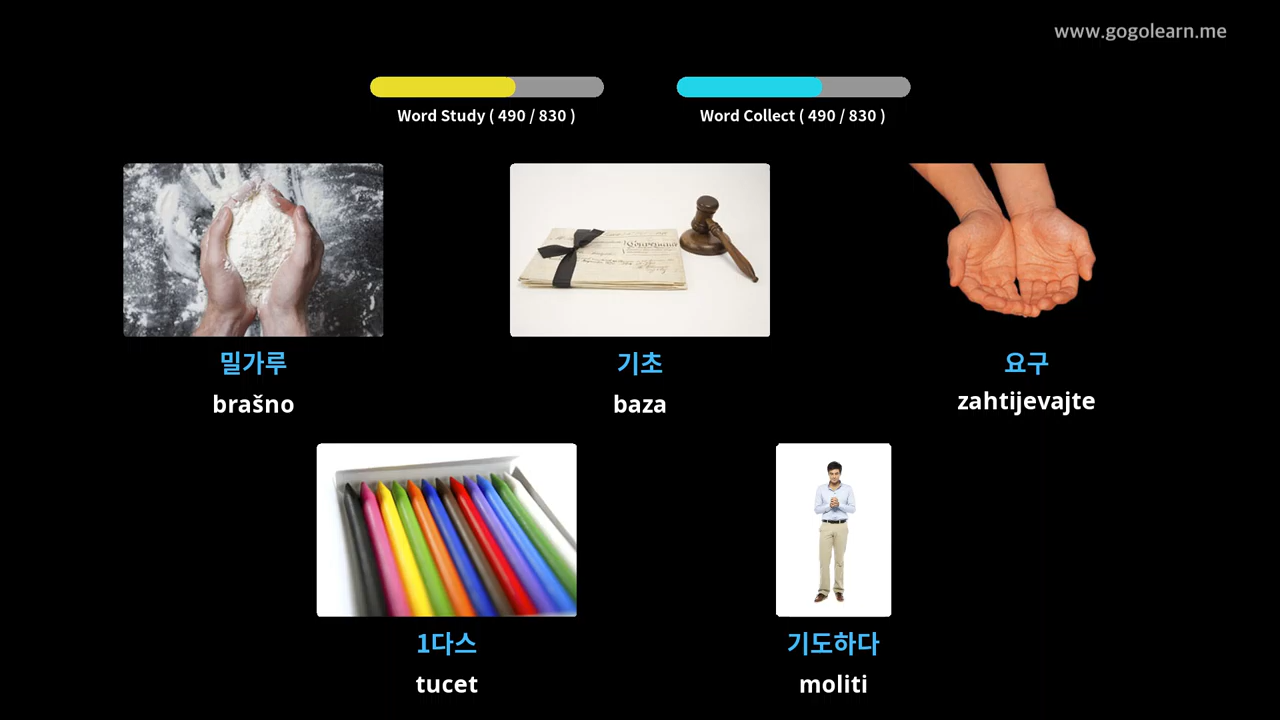 www.gogolearn.me
Word Study ( 490 / 830 )
Word Collect ( 490 / 830 )
밀가루
brašno
기초
baza
요구
zahtijevajte
1다스
tucet
기도하다
moliti